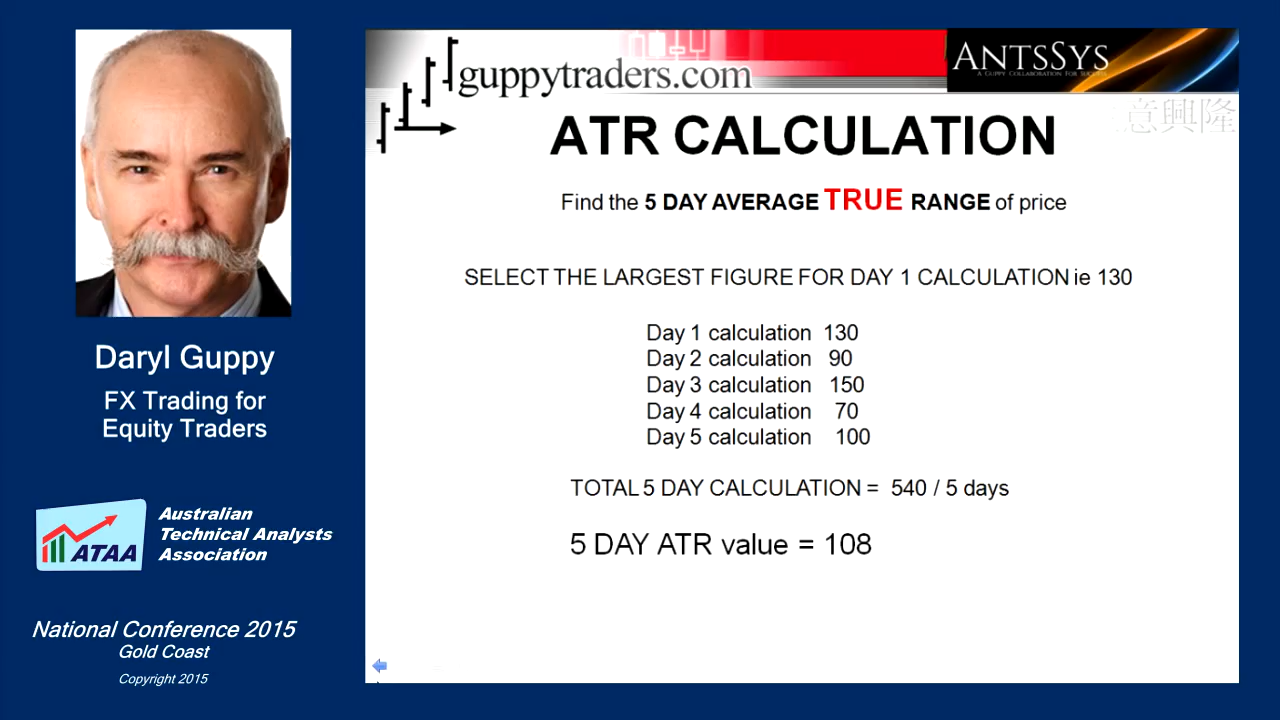 guppytraders.com
ANTSSYS
A GUPPY COLLABORATION FOR SUCCESS
意興隆
ATR CALCULATION
Find the 5 DAY AVERAGE TRUE RANGE of price
SELECT THE LARGEST FIGURE FOR DAY 1 CALCULATION ie 130
Day 1 calculation 130
Day 2 calculation 90
Day 3 calculation 150
Day 4 calculation 70
Day 5 calculation 100
TOTAL 5 DAY CALCULATION = 540 / 5 days
5 DAY ATR value = 108
Daryl Guppy
FX Trading for
Equity Traders
ATAA
Australian
Technical Analysts
Association
National Conference 2015
Gold Coast
Copyright 2015